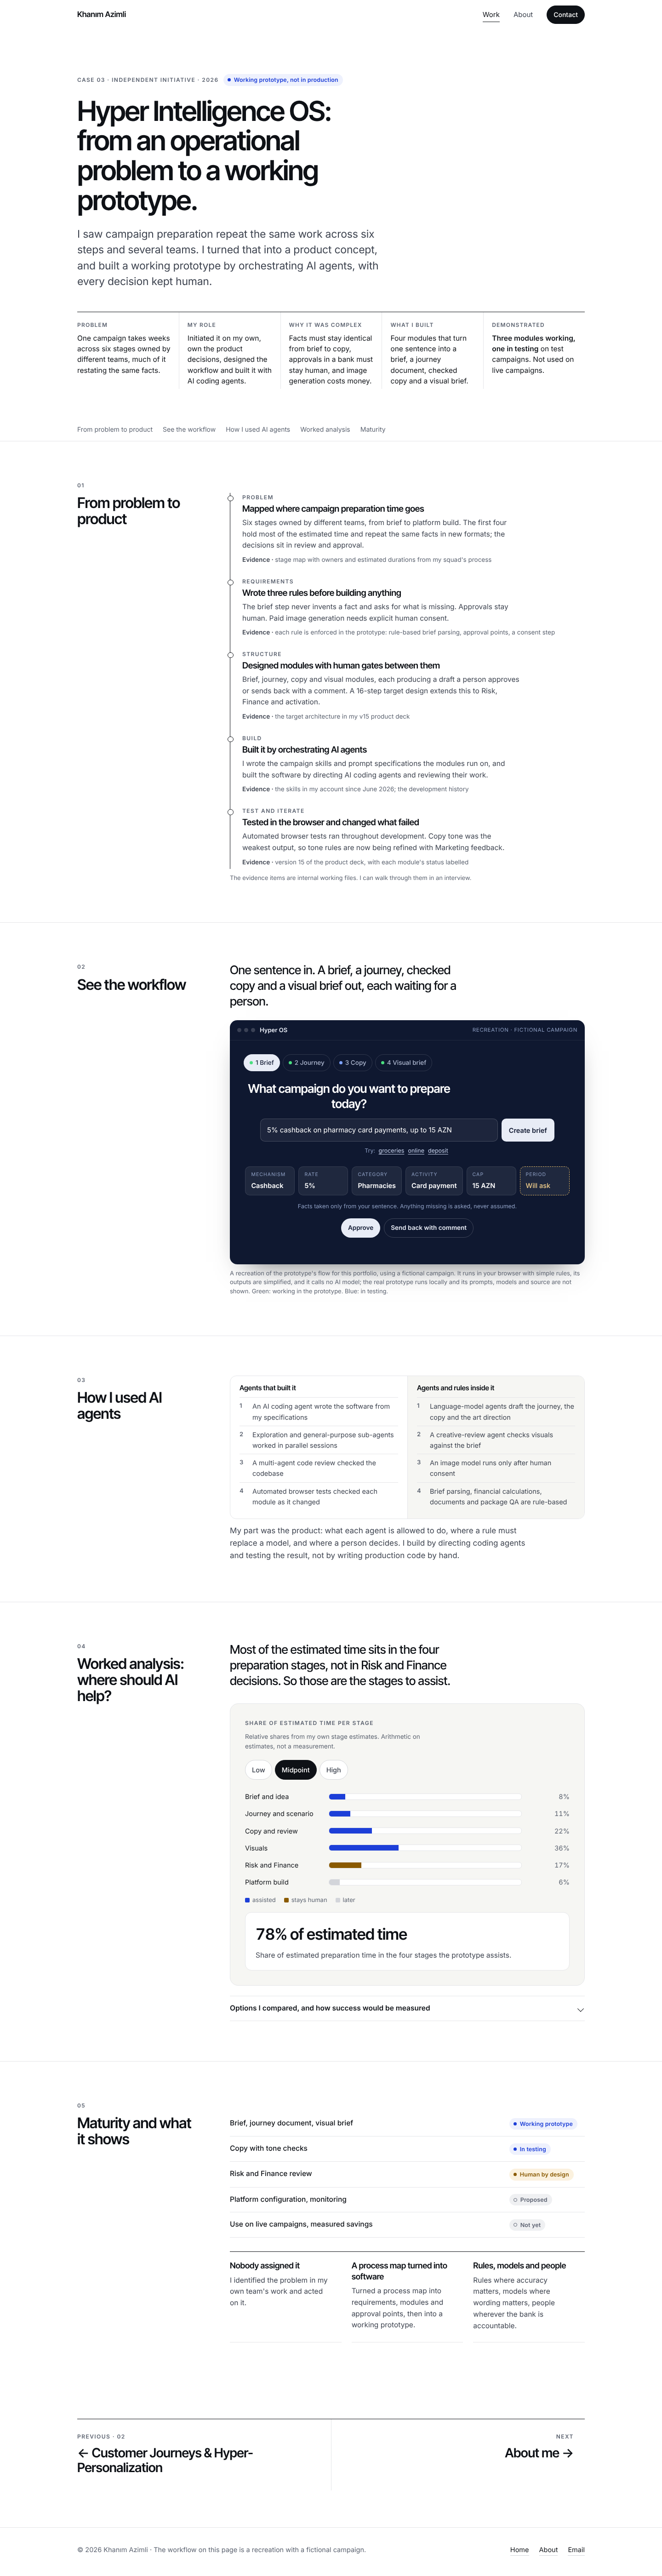 Khanım Azimli
Work
About
Contact
CASE 03 · INDEPENDENT INITIATIVE · 2026
Working prototype, not in production
Hyper Intelligence OS:
from an operational
problem to a working
prototype.
I saw campaign preparation repeat the same work across six
steps and several teams. I turned that into a product concept,
and built a working prototype by orchestrating AI agents, with
every decision kept human.
PROBLEM
One campaign takes weeks
across six stages owned by
different teams, much of it
restating the same facts.
MY ROLE
Initiated it on my own,
own the product
decisions, designed the
workflow and built it with
AI coding agents.
WHY IT WAS COMPLEX
Facts must stay identical
from brief to copy,
approvals in a bank must
stay human, and image
generation costs money.
WHAT I BUILT
Four modules that turn
one sentence into a
brief, a journey
document, checked
copy and a visual brief.
DEMONSTRATED
Three modules working,
one in testing on test
campaigns. Not used on
live campaigns.
From problem to product
See the workflow
How I used AI agents
Worked analysis
Maturity
01
From problem to
product
PROBLEM
Mapped where campaign preparation time goes
Six stages owned by different teams, from brief to platform build. The first four
hold most of the estimated time and repeat the same facts in new formats; the
decisions sit in review and approval.
Evidence · stage map with owners and estimated durations from my squad's process
REQUIREMENTS
Wrote three rules before building anything
The brief step never invents a fact and asks for what is missing. Approvals stay
human. Paid image generation needs explicit human consent.
Evidence · each rule is enforced in the prototype: rule-based brief parsing, approval points, a consent step
STRUCTURE
Designed modules with human gates between them
Brief, journey, copy and visual modules, each producing a draft a person approves
or sends back with a comment. A 16-step target design extends this to Risk,
Finance and activation.
Evidence · the target architecture in my v15 product deck
BUILD
Built it by orchestrating AI agents
I wrote the campaign skills and prompt specifications the modules run on, and
built the software by directing AI coding agents and reviewing their work.
Evidence · the skills in my account since June 2026; the development history
TEST AND ITERATE
Tested in the browser and changed what failed
Automated browser tests ran throughout development. Copy tone was the
weakest output, so tone rules are now being refined with Marketing feedback.
Evidence · version 15 of the product deck, with each module's status labelled
The evidence items are internal working files. I can walk through them in an interview.
02
See the workflow
One sentence in. A brief, a journey, checked
copy and a visual brief out, each waiting for a
person.
Hyper OS
RECREATION · FICTIONAL CAMPAIGN
1 Brief
2 Journey
3 Copy
4 Visual brief
What campaign do you want to prepare
today?
5% cashback on pharmacy card payments, up to 15 AZN
Create brief
Try: groceries online deposit
MECHANISM
Cashback
RATE
5%
CATEGORY
Pharmacies
ACTIVITY
Card payment
CAP
15 AZN
PERIOD
Will ask
Facts taken only from your sentence. Anything missing is asked, never assumed.
Approve
Send back with comment
A recreation of the prototype's flow for this portfolio, using a fictional campaign. It runs in your browser with simple rules, its
outputs are simplified, and it calls no AI model; the real prototype runs locally and its prompts, models and source are not
shown. Green: working in the prototype. Blue: in testing.
03
How I used AI
agents
Agents that built it
1 An AI coding agent wrote the software from
my specifications
2 Exploration and general-purpose sub-agents
worked in parallel sessions
3 A multi-agent code review checked the
codebase
4 Automated browser tests checked each
module as it changed
Agents and rules inside it
1 Language-model agents draft the journey, the
copy and the art direction
2 A creative-review agent checks visuals
against the brief
3 An image model runs only after human
consent
4 Brief parsing, financial calculations,
documents and package QA are rule-based
My part was the product: what each agent is allowed to do, where a rule must
replace a model, and where a person decides. I build by directing coding agents
and testing the result, not by writing production code by hand.
04
Worked analysis:
where should AI
help?
Most of the estimated time sits in the four
preparation stages, not in Risk and Finance
decisions. So those are the stages to assist.
SHARE OF ESTIMATED TIME PER STAGE
Relative shares from my own stage estimates. Arithmetic on
estimates, not a measurement.
Low
Midpoint
High
Brief and idea 8%
Journey and scenario 11%
Copy and review 22%
Visuals 36%
Risk and Finance 17%
Platform build 6%
assisted
stays human
later
78% of estimated time
Share of estimated preparation time in the four stages the prototype assists.
Options I compared, and how success would be measured
05
Maturity and what
it shows
Brief, journey document, visual brief
Working prototype
Copy with tone checks
In testing
Risk and Finance review
Human by design
Platform configuration, monitoring
Proposed
Use on live campaigns, measured savings
Not yet
Nobody assigned it
I identified the problem in my
own team's work and acted
on it.
A process map turned into
software
Turned a process map into
requirements, modules and
approval points, then into a
working prototype.
Rules, models and people
Rules where accuracy
matters, models where
wording matters, people
wherever the bank is
accountable.
PREVIOUS · 02
← Customer Journeys & Hyper-
Personalization
NEXT
About me →
© 2026 Khanım Azimli · The workflow on this page is a recreation with a fictional campaign.
Home
About
Email